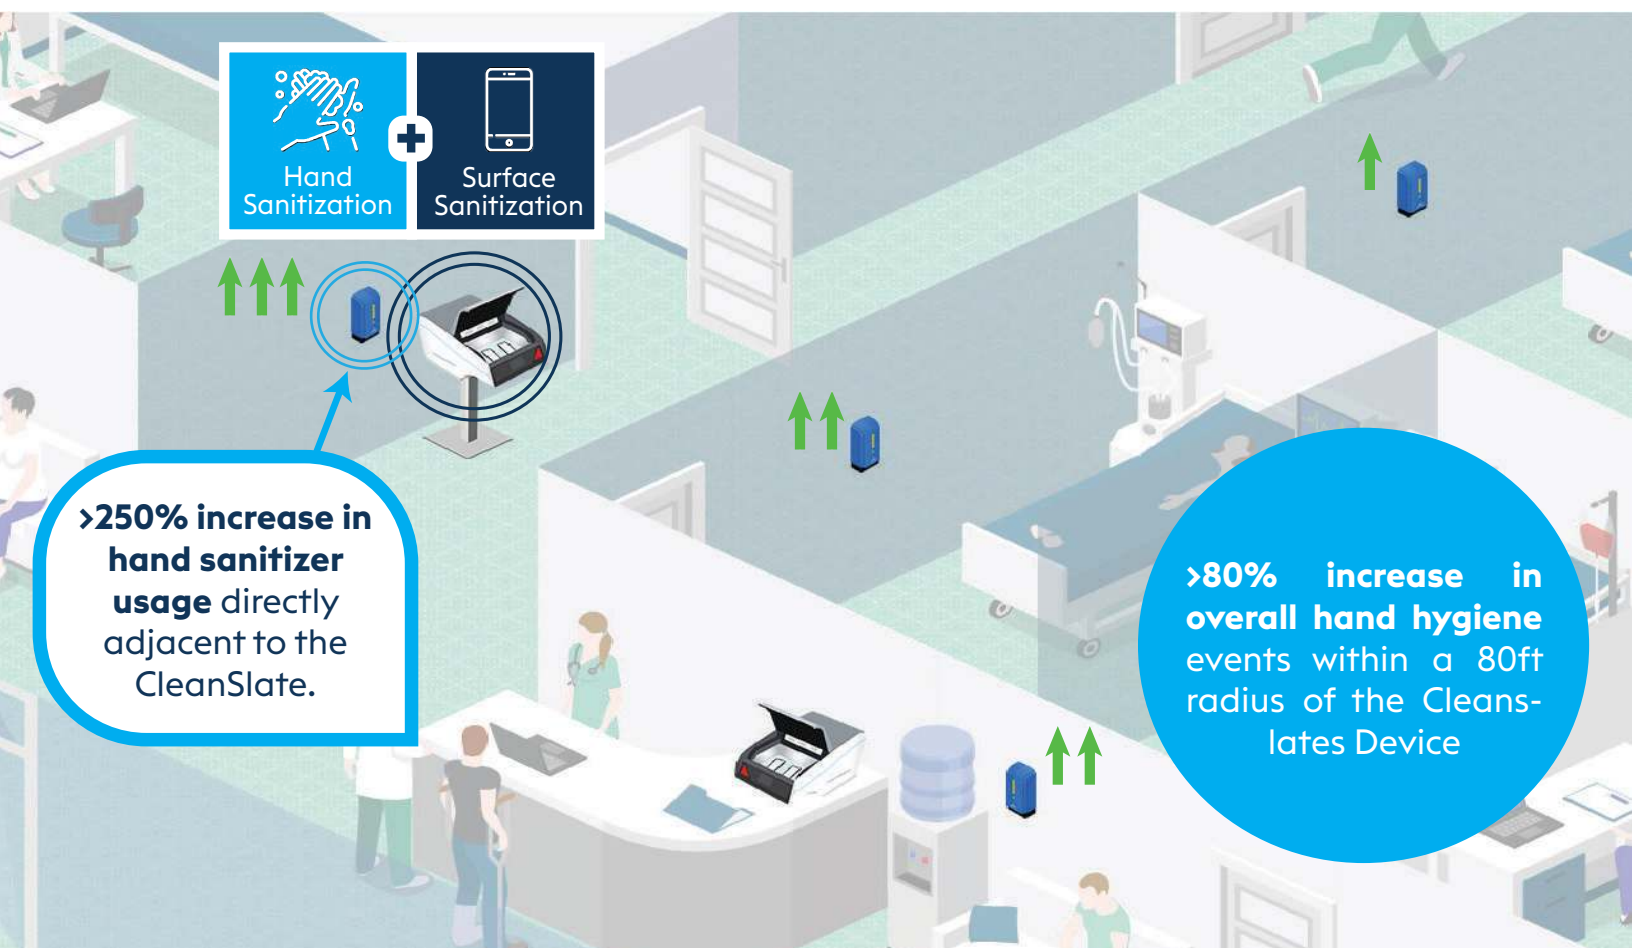 Hand
Sanitization
Surface
Sanitization
>250% increase in
hand sanitizer
usage directly
adjacent to the
CleanSlate.
>80% increase in
overall hand hygiene
events within a 80ft
radius of the Cleans-
lates Device